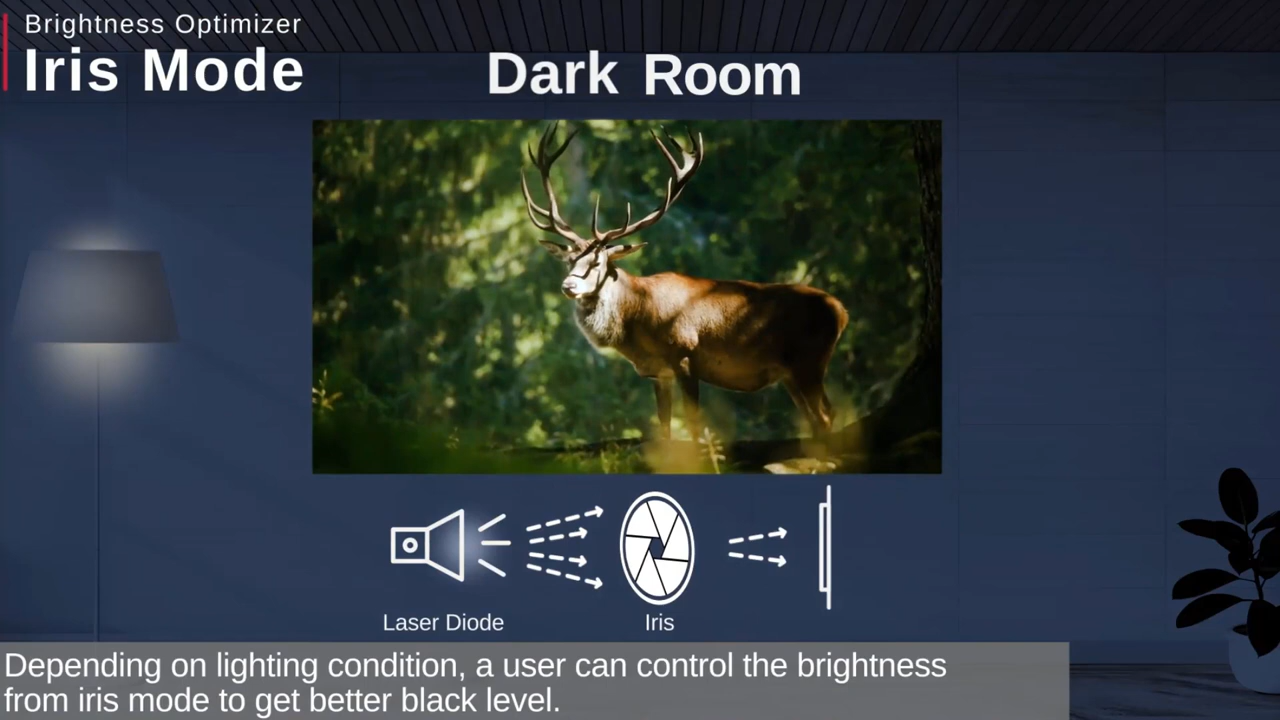 Brightness Optimizer
Iris Mode
Dark Room
Laser Diode
Iris
Depending on lighting condition, a user can control the brightness
from iris mode to get better black level.